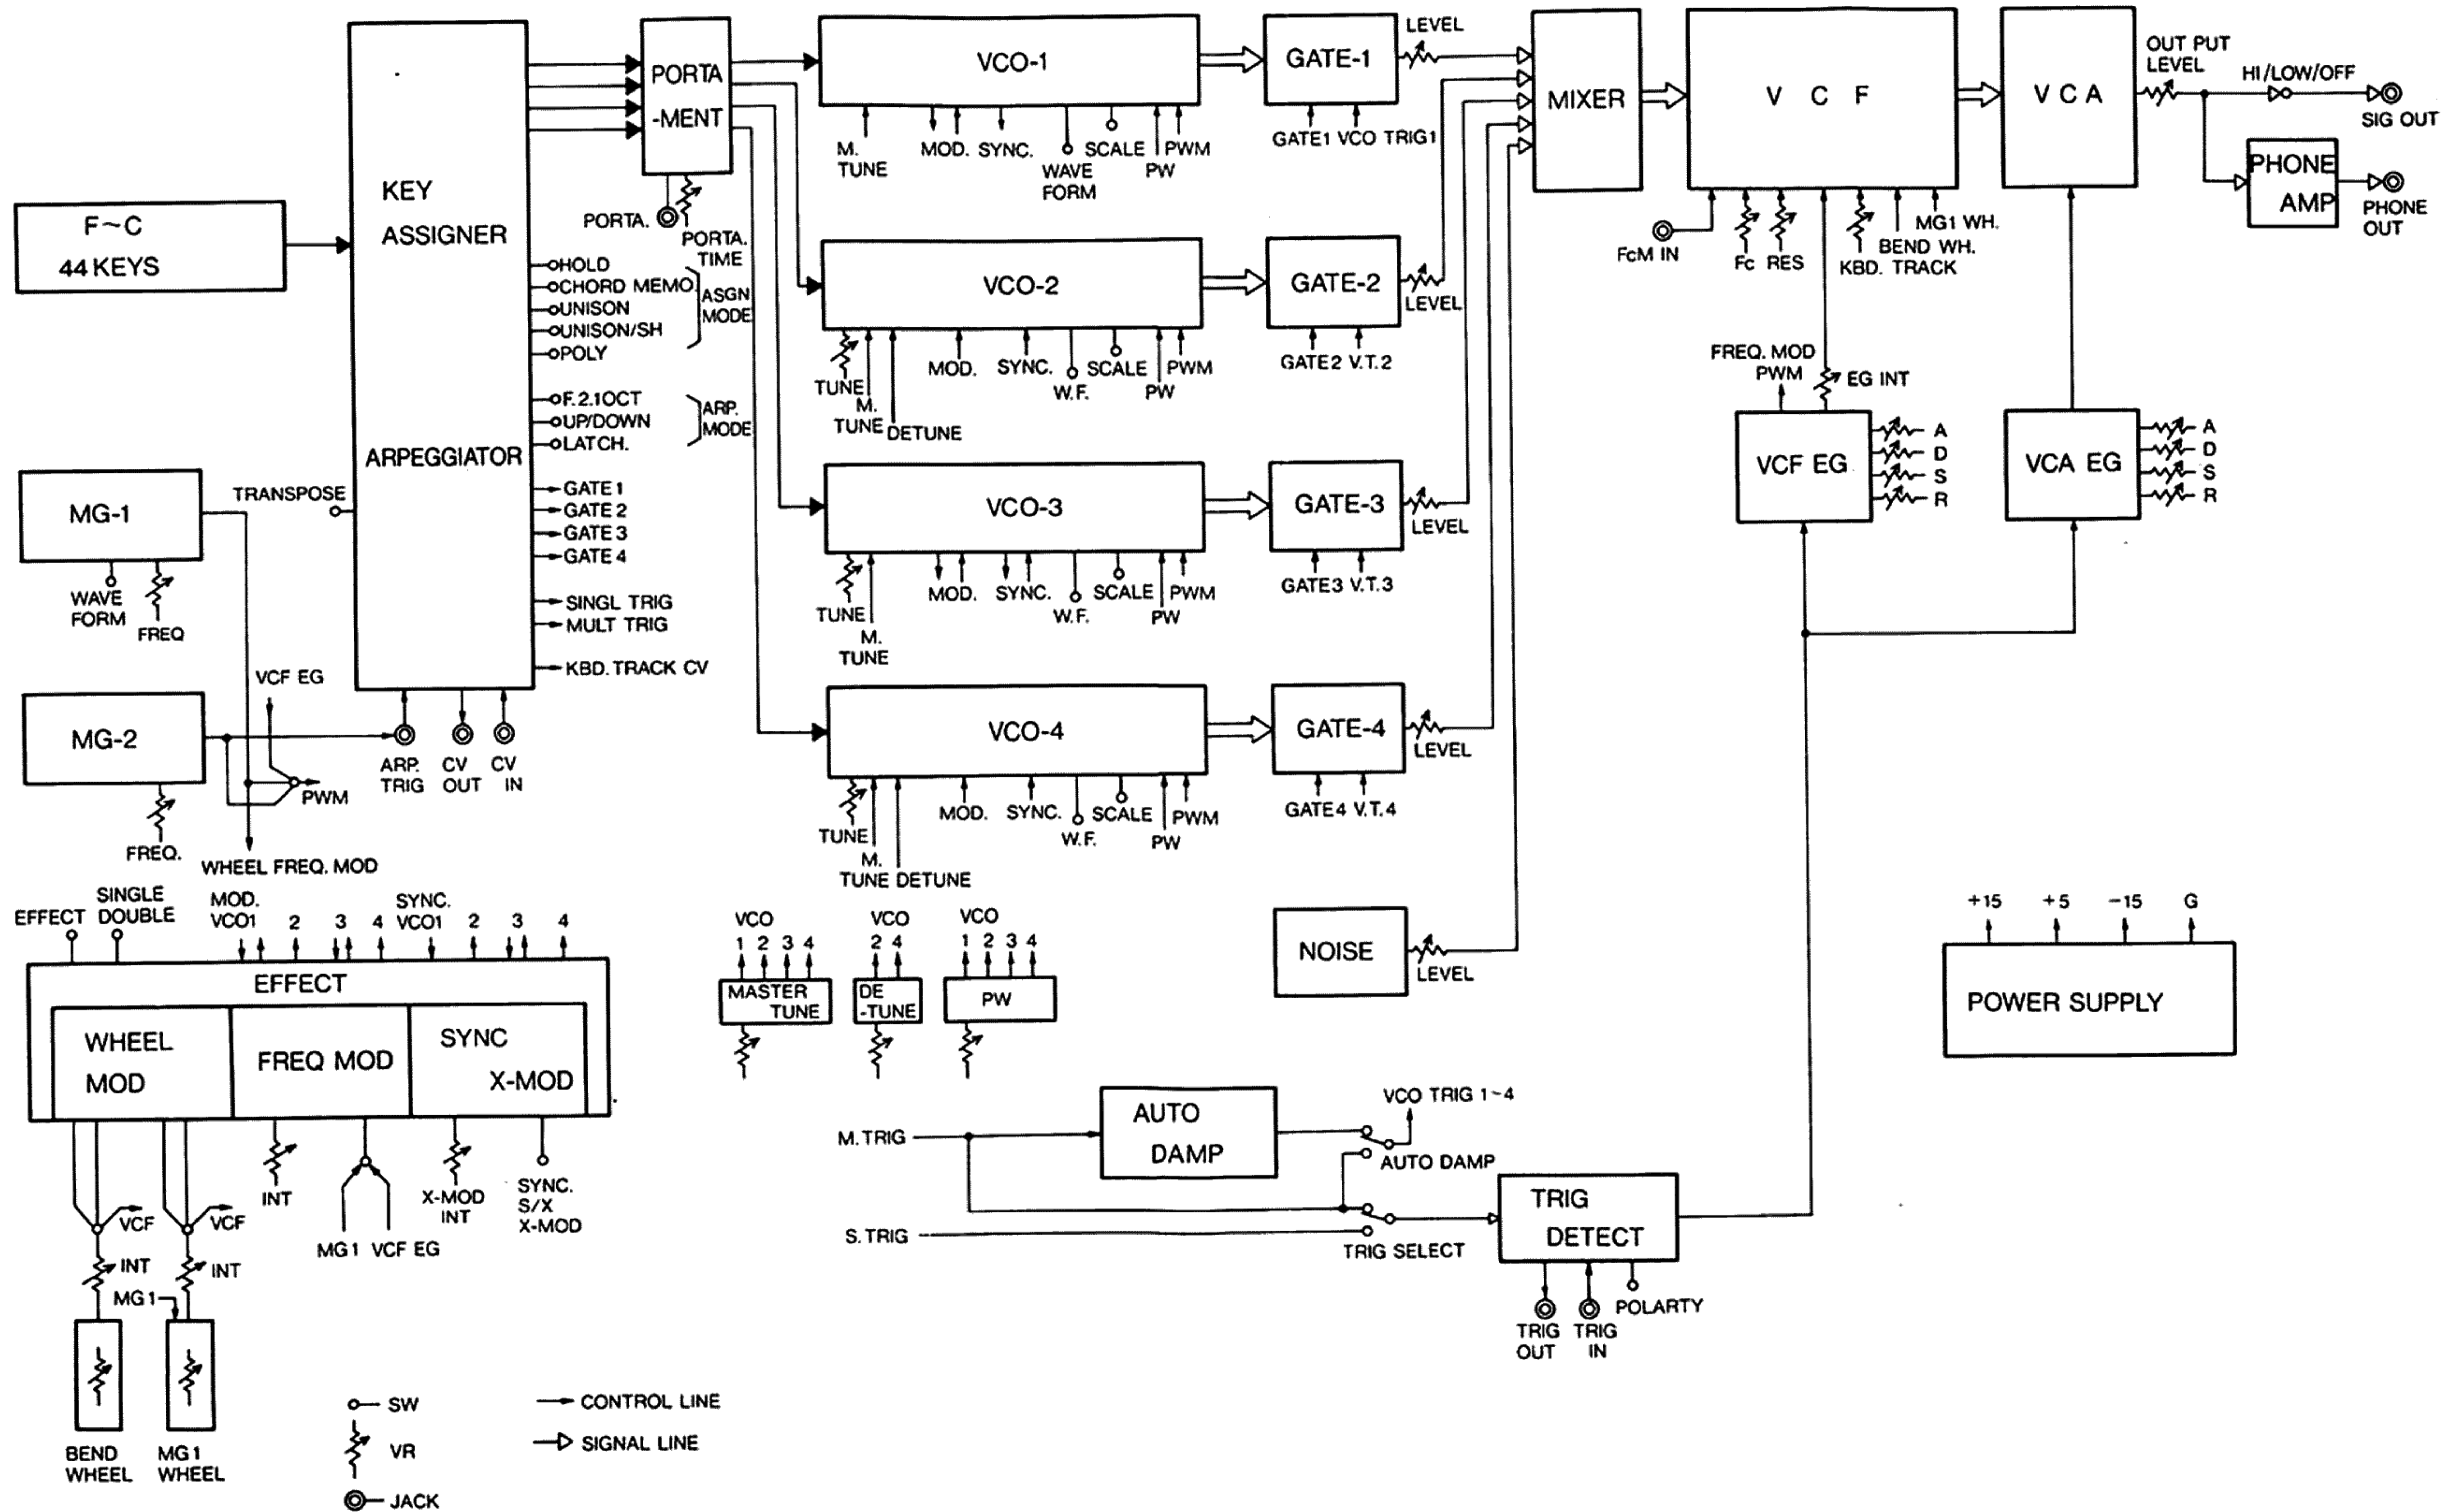 F~C
44 KEYS
KEY
ASSIGNER
ARPEGGIATOR
HOLD
CHORD MEMO.
UNISON
UNISON/SH
POLY
ASGN
MODE
F.2.1OCT
UP/DOWN
LATCH.
ARP.
MODE
GATE 1
GATE 2
GATE 3
GATE 4
SINGL TRIG
MULT TRIG
KBD. TRACK CV
TRANSPOSE
ARP.
TRIG
CV
OUT
CV
IN
PORTA
-MENT
PORTA.
PORTA.
TIME
VCO-1
M.
TUNE
MOD.
SYNC.
WAVE
FORM
SCALE
PW
PWM
GATE-1
LEVEL
GATE1
VCO TRIG1
VCO-2
TUNE
M.
TUNE
DETUNE
MOD.
SYNC.
W.F.
SCALE
PW
PWM
GATE-2
LEVEL
GATE2
V.T.2
VCO-3
TUNE
M.
TUNE
MOD.
SYNC.
W.F.
SCALE
PW
PWM
GATE-3
LEVEL
GATE3
V.T.3
VCO-4
TUNE
M.
TUNE
DETUNE
MOD.
SYNC.
W.F.
SCALE
PW
PWM
GATE-4
LEVEL
GATE4
V.T.4
NOISE
LEVEL
MIXER
V C F
FcM IN
Fc
RES
KBD. TRACK
BEND WH.
MG1 WH.
VCA
OUT PUT
LEVEL
HI/LOW/OFF
SIG OUT
PHONE
AMP
PHONE
OUT
FREQ. MOD
PWM
EG INT
VCF EG
A
D
S
R
VCA EG
A
D
S
R
MG-1
WAVE
FORM
FREQ
MG-2
FREQ.
VCF EG
PWM
WHEEL FREQ. MOD
EFFECT
SINGLE
DOUBLE
MOD.
VCO1 2 3 4
SYNC.
VCO1 2 3 4
EFFECT
WHEEL
MOD
FREQ MOD
SYNC
X-MOD
VCF
VCF
INT
INT
MG1
BEND
WHEEL
MG1
WHEEL
INT
MG1
VCF EG
X-MOD
INT
SYNC.
S/X
X-MOD
VCO
1 2 3 4
MASTER
TUNE
VCO
2 4
DE
-TUNE
VCO
1 2 3 4
PW
M. TRIG
AUTO
DAMP
VCO TRIG 1~4
AUTO DAMP
S. TRIG
TRIG SELECT
TRIG
DETECT
TRIG
OUT
TRIG
IN
POLARTY
+15
+5
-15
G
POWER SUPPLY
SW
VR
JACK
CONTROL LINE
SIGNAL LINE